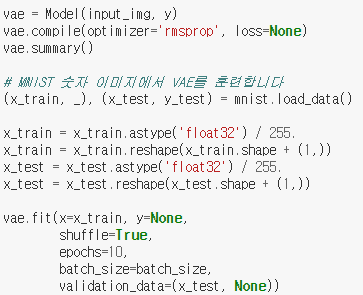 vae = Model(input_img, y)
vae.compile(optimizer='rmsprop', loss=None)
vae.summary()
# MNIST 숫자 이미지에서 VAE를 훈련합니다
(x_train, _), (x_test, y_test) = mnist.load_data()
x_train = x_train.astype('float32') / 255.
x_train = x_train.reshape(x_train.shape + (1,))
x_test = x_test.astype('float32') / 255.
x_test = x_test.reshape(x_test.shape + (1,))
vae.fit(x=x_train, y=None,
        shuffle=True,
        epochs=10,
        batch_size=batch_size,
        validation_data=(x_test, None))